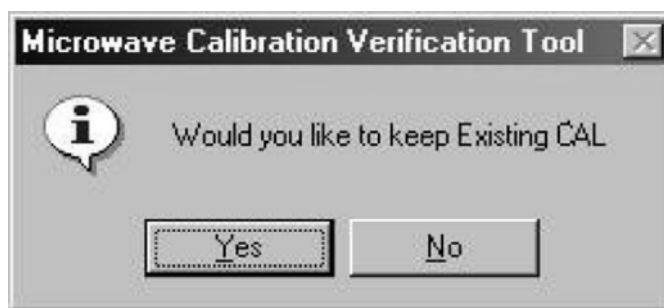 Microwave Calibration Verification Tool
Would you like to keep Existing CAL
Yes No